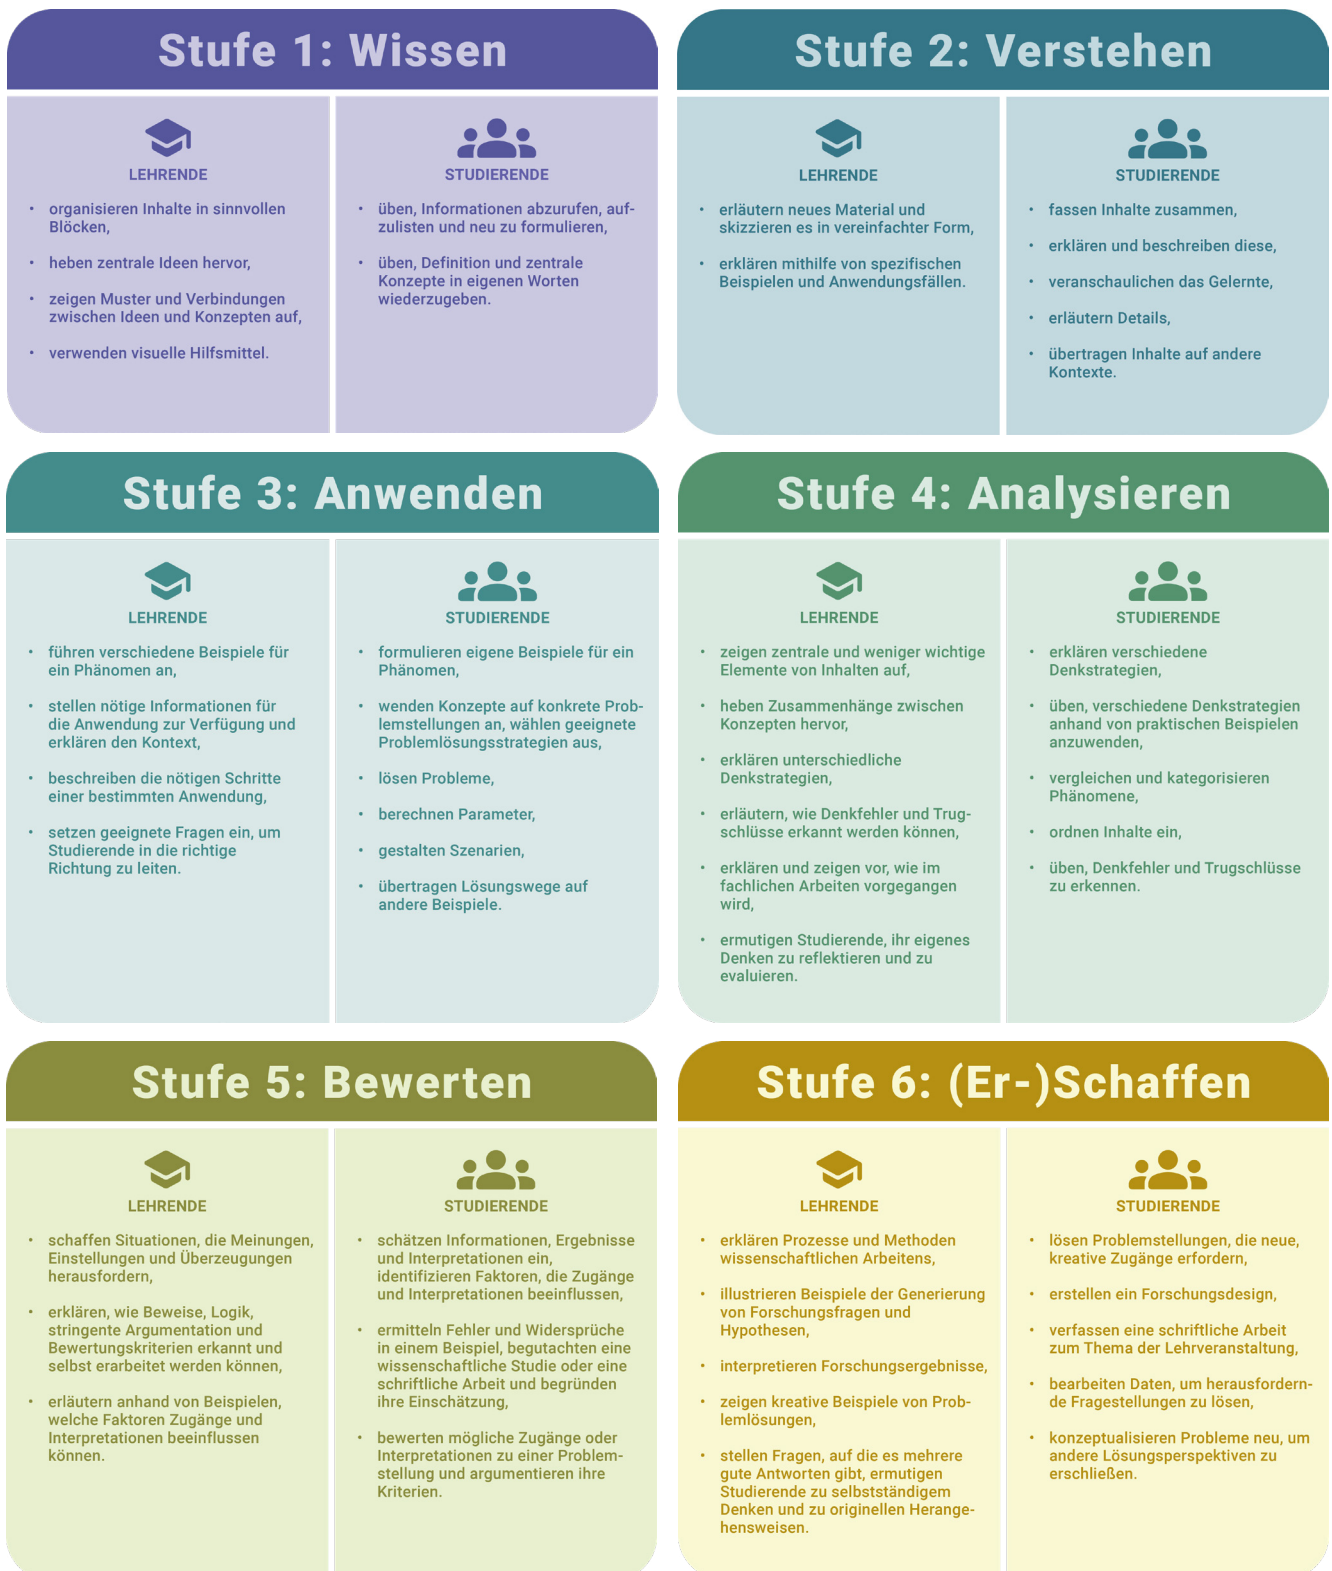 Stufe 1: Wissen
LEHRENDE
• organisieren Inhalte in sinnvollen
Blöcken,
• heben zentrale Ideen hervor,
• zeigen Muster und Verbindungen
zwischen Ideen und Konzepten auf,
• verwenden visuelle Hilfsmittel.
STUDIERENDE
• üben, Informationen abzurufen, auf-
zulisten und neu zu formulieren,
• üben, Definition und zentrale
Konzepte in eigenen Worten
wiederzugeben.
Stufe 2: Verstehen
LEHRENDE
• erläutern neues Material und
skizzieren es in vereinfachter Form,
• erklären mithilfe von spezifischen
Beispielen und Anwendungsfällen.
STUDIERENDE
• fassen Inhalte zusammen,
• erklären und beschreiben diese,
• veranschaulichen das Gelernte,
• erläutern Details,
• übertragen Inhalte auf andere
Kontexte.
Stufe 3: Anwenden
LEHRENDE
• führen verschiedene Beispiele für
ein Phänomen an,
• stellen nötige Informationen für
die Anwendung zur Verfügung und
erklären den Kontext,
• beschreiben die nötigen Schritte
einer bestimmten Anwendung,
• setzen geeignete Fragen ein, um
Studierende in die richtige
Richtung zu leiten.
STUDIERENDE
• formulieren eigene Beispiele für ein
Phänomen,
• wenden Konzepte auf konkrete Prob-
lemstellungen an, wählen geeignete
Problemlösungsstrategien aus,
• lösen Probleme,
• berechnen Parameter,
• gestalten Szenarien,
• übertragen Lösungswege auf
andere Beispiele.
Stufe 4: Analysieren
LEHRENDE
• zeigen zentrale und weniger wichtige
Elemente von Inhalten auf,
• heben Zusammenhänge zwischen
Konzepten hervor,
• erklären unterschiedliche
Denkstrategien,
• erläutern, wie Denkfehler und Trug-
schlüsse erkannt werden können,
• erklären und zeigen vor, wie im
fachlichen Arbeiten vorgegangen
wird,
• ermutigen Studierende, ihr eigenes
Denken zu reflektieren und zu
evaluieren.
STUDIERENDE
• erklären verschiedene
Denkstrategien,
• üben, verschiedene Denkstrategien
anhand von praktischen Beispielen
anzuwenden,
• vergleichen und kategorisieren
Phänomene,
• ordnen Inhalte ein,
• üben, Denkfehler und Trugschlüsse
zu erkennen.
Stufe 5: Bewerten
LEHRENDE
• schaffen Situationen, die Meinungen,
Einstellungen und Überzeugungen
herausfordern,
• erklären, wie Beweise, Logik,
stringente Argumentation und
Bewertungskriterien erkannt und
selbst erarbeitet werden können,
• erläutern anhand von Beispielen,
welche Faktoren Zugänge und
Interpretationen beeinflussen
können.
STUDIERENDE
• schätzen Informationen, Ergebnisse
und Interpretationen ein,
identifizieren Faktoren, die Zugänge
und Interpretationen beeinflussen,
• ermitteln Fehler und Widersprüche
in einem Beispiel, begutachten eine
wissenschaftliche Studie oder eine
schriftliche Arbeit und begründen
ihre Einschätzung,
• bewerten mögliche Zugänge oder
Interpretationen zu einer Problem-
stellung und argumentieren ihre
Kriterien.
Stufe 6: (Er-)Schaffen
LEHRENDE
• erklären Prozesse und Methoden
wissenschaftlichen Arbeitens,
• illustrieren Beispiele der Generierung
von Forschungsfragen und
Hypothesen,
• interpretieren Forschungsergebnisse,
• zeigen kreative Beispiele von Prob-
lemlösungen,
• stellen Fragen, auf die es mehrere
gute Antworten gibt, ermutigen
Studierende zu selbstständigem
Denken und zu originellen Herange-
hensweisen.
STUDIERENDE
• lösen Problemstellungen, die neue,
kreative Zugänge erfordern,
• erstellen ein Forschungsdesign,
• verfassen eine schriftliche Arbeit
zum Thema der Lehrveranstaltung,
• bearbeiten Daten, um herausfordern-
de Fragestellungen zu lösen,
• konzeptualisieren Probleme neu, um
andere Lösungsperspektiven zu
erschließen.